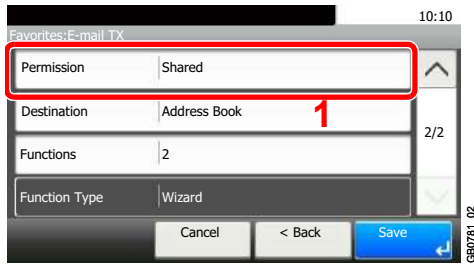 10:10
Favorites:E-mail TX
Permission Shared
Destination Address Book
1
2/2
Functions 2
Function Type Wizard
Cancel < Back Save
GB0781_02